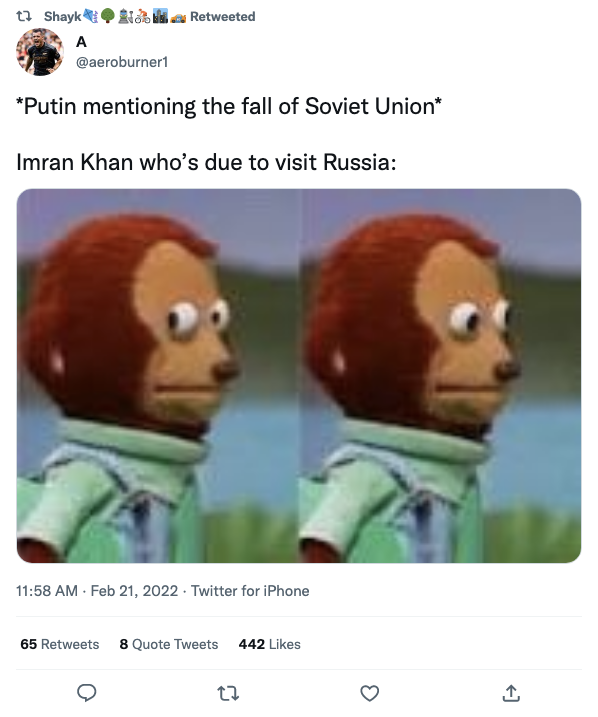 Shayk🌪️🌳👨‍🌾🚴🏙️🚕 Retweeted
A
@aeroburner1
*Putin mentioning the fall of Soviet Union*
Imran Khan who's due to visit Russia:
11:58 AM · Feb 21, 2022 · Twitter for iPhone
65 Retweets 8 Quote Tweets 442 Likes